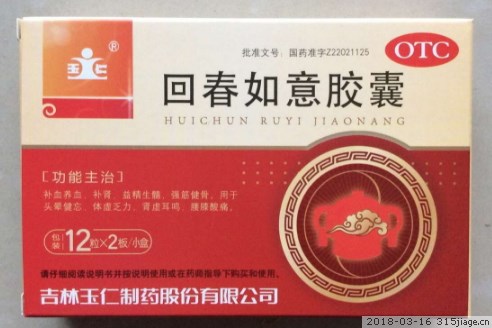 批准文号：国药准字Z22021125
OTC
玉仁
®
回春如意胶囊
HUICHUN RUYI JIAONANG
[功能主治]
补血养血、补肾、益精生髓、强筋健骨。用于
头晕健忘、体虚乏力、肾虚耳鸣、腰膝酸痛。
包装 12粒×2板/小盒
请仔细阅读说明书并按说明使用或在药师指导下购买和使用。
吉林玉仁制药股份有限公司
2018-03-16 315jiage.cn